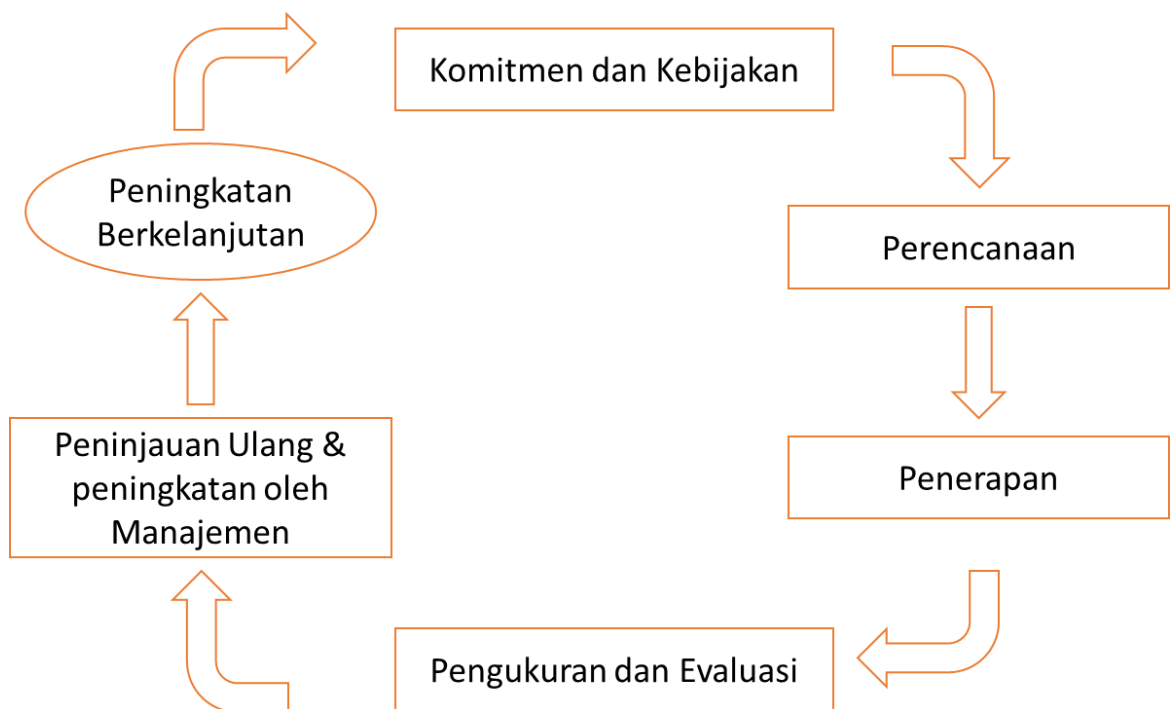 Komitmen dan Kebijakan
Perencanaan
Penerapan
Pengukuran dan Evaluasi
Peninjauan Ulang &
peningkatan oleh
Manajemen
Peningkatan
Berkelanjutan